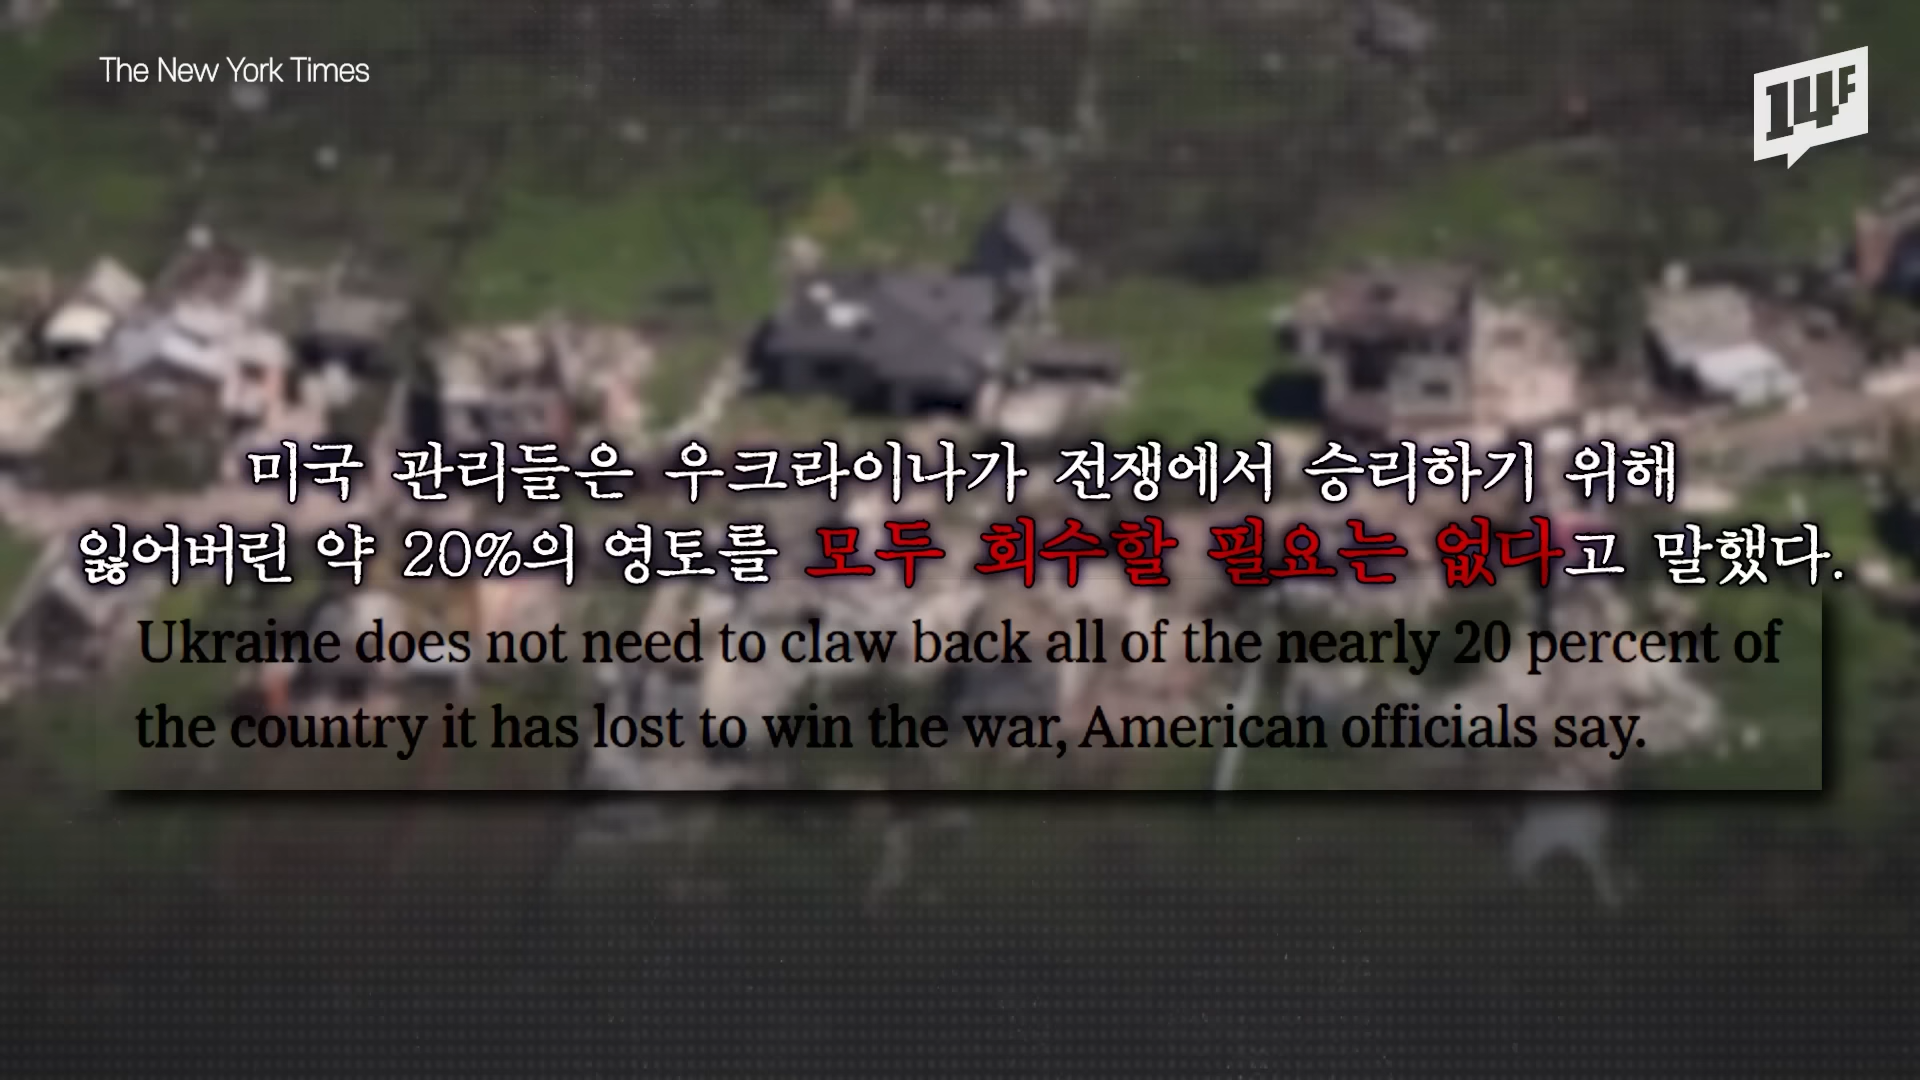 The New York Times
14F
미국 관리들은 우크라이나가 전쟁에서 승리하기 위해
잃어버린 약 20%의 영토를 모두 회수할 필요는 없다고 말했다.
Ukraine does not need to claw back all of the nearly 20 percent of
the country it has lost to win the war, American officials say.